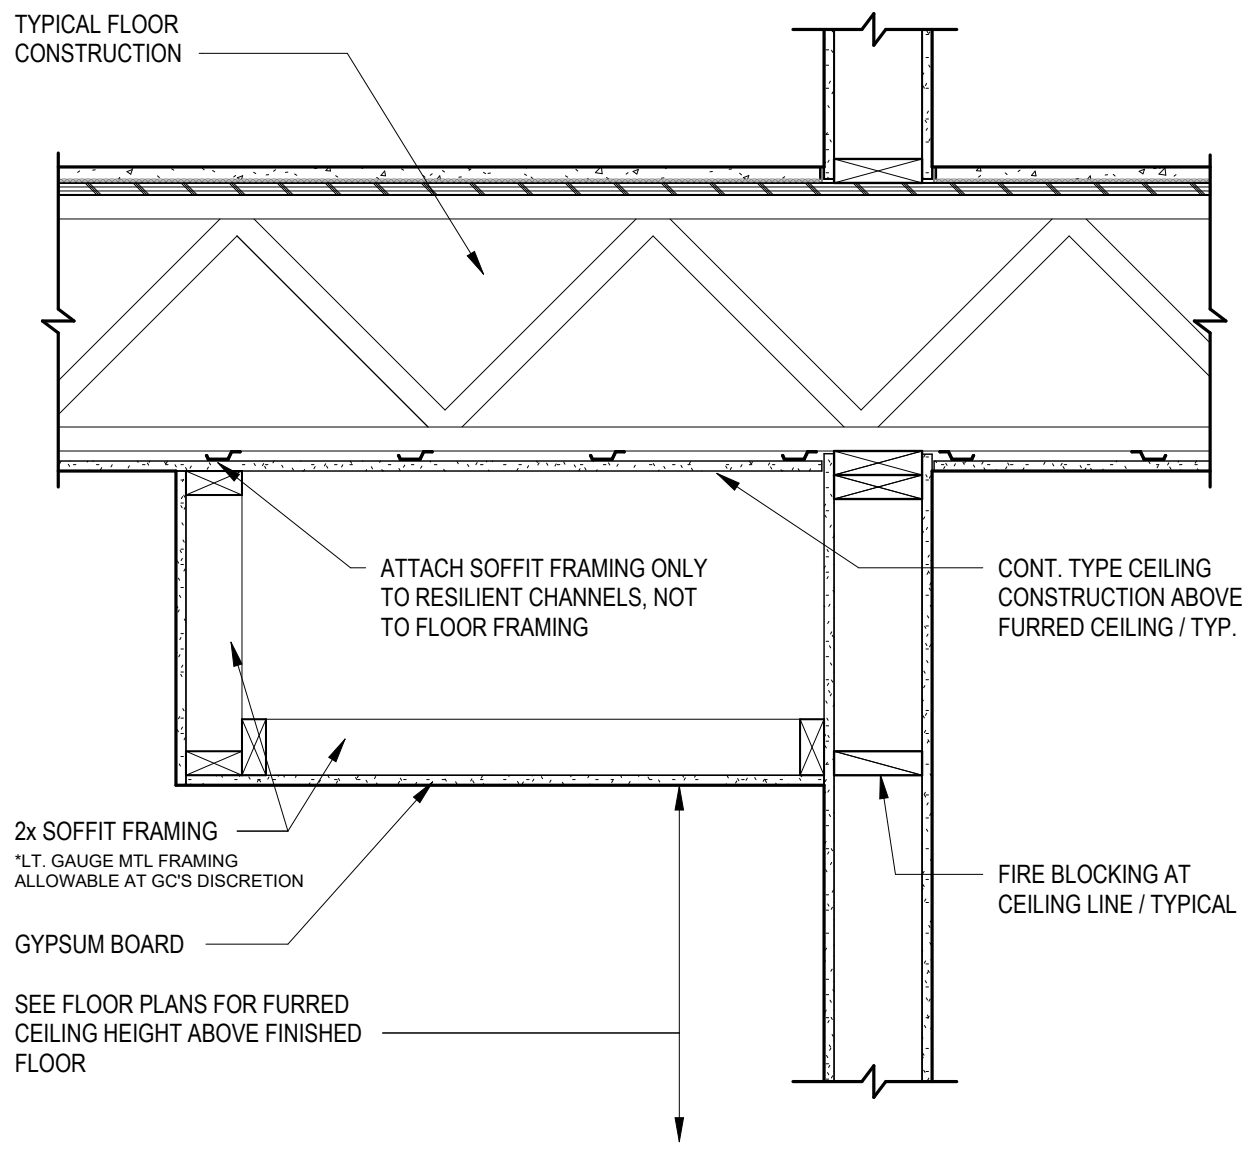 TYPICAL FLOOR
CONSTRUCTION
ATTACH SOFFIT FRAMING ONLY
TO RESILIENT CHANNELS, NOT
TO FLOOR FRAMING
CONT. TYPE CEILING
CONSTRUCTION ABOVE
FURRED CEILING / TYP.
2x SOFFIT FRAMING
*LT. GAUGE MTL FRAMING
ALLOWABLE AT GC'S DISCRETION
FIRE BLOCKING AT
CEILING LINE / TYPICAL
GYPSUM BOARD
SEE FLOOR PLANS FOR FURRED
CEILING HEIGHT ABOVE FINISHED
FLOOR